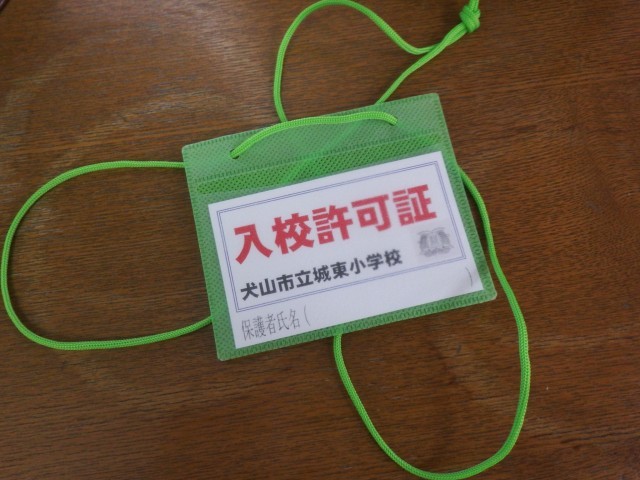 入校許可証
犬山市立城東小学校
保護者氏名（　　　　　　　　）